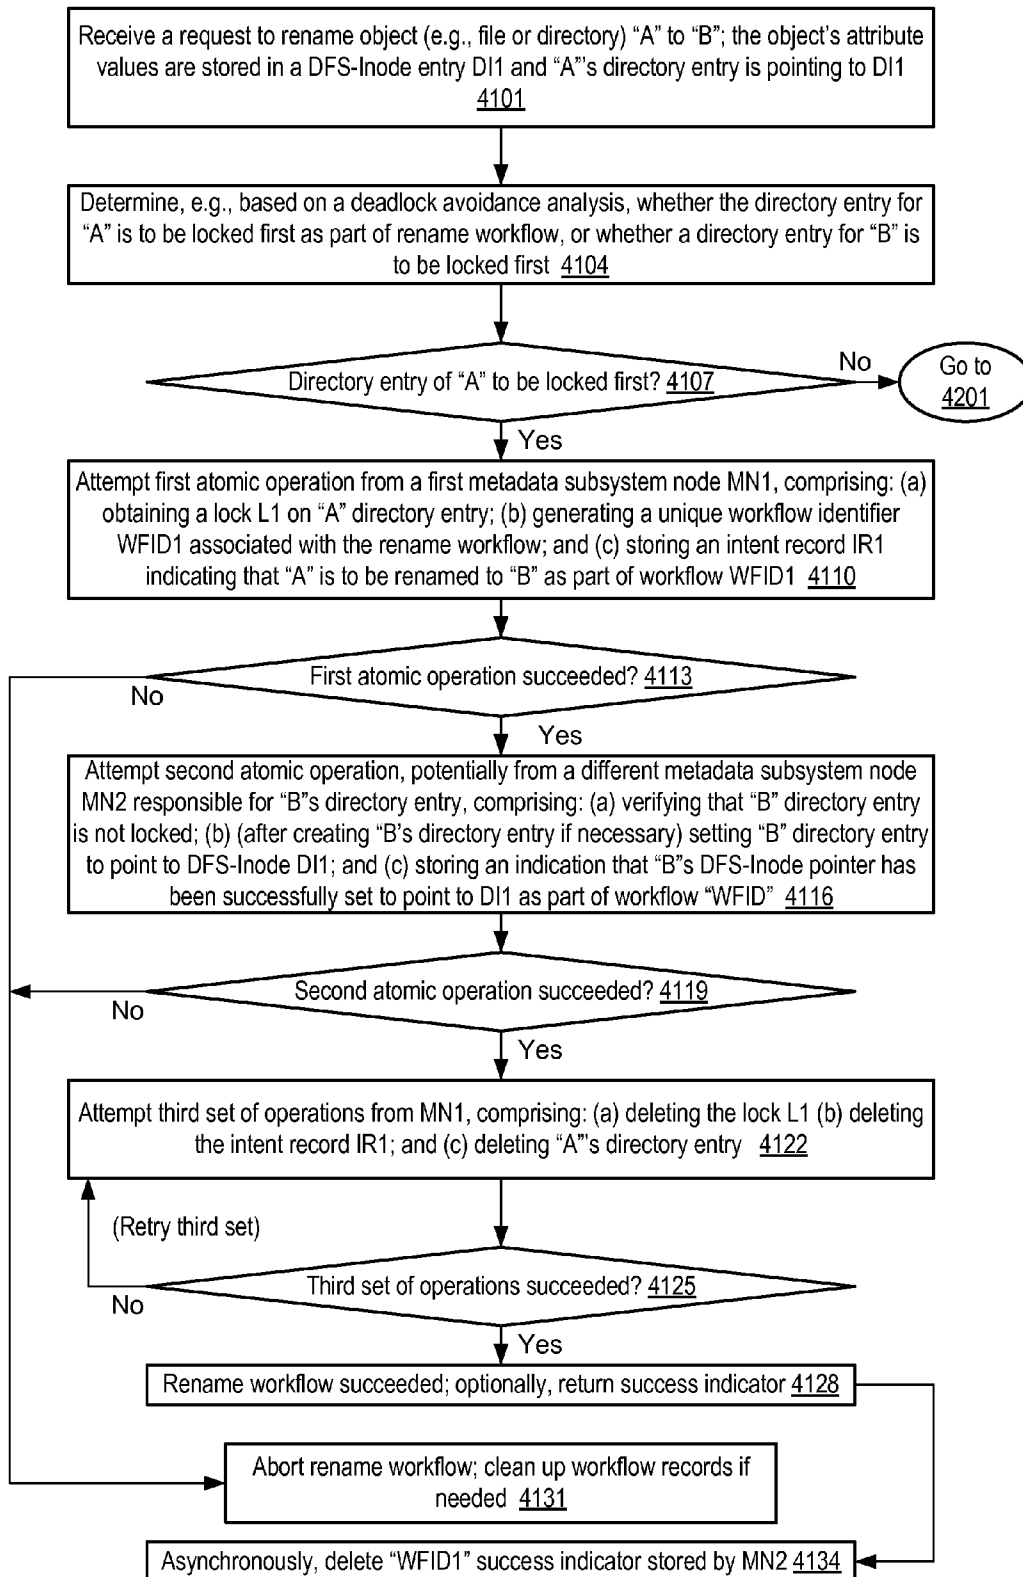 Receive a request to rename object (e.g., file or directory) “A” to “B”; the object’s attribute
values are stored in a DFS-Inode entry DI1 and “A”’s directory entry is pointing to DI1
4101
Determine, e.g., based on a deadlock avoidance analysis, whether the directory entry for
“A” is to be locked first as part of rename workflow, or whether a directory entry for “B” is
to be locked first 4104
Directory entry of “A” to be locked first? 4107
No
Go to
4201
Yes
Attempt first atomic operation from a first metadata subsystem node MN1, comprising: (a)
obtaining a lock L1 on “A” directory entry; (b) generating a unique workflow identifier
WFID1 associated with the rename workflow; and (c) storing an intent record IR1
indicating that “A” is to be renamed to “B” as part of workflow WFID1 4110
First atomic operation succeeded? 4113
No
Yes
Attempt second atomic operation, potentially from a different metadata subsystem node
MN2 responsible for “B”s directory entry, comprising: (a) verifying that “B” directory entry
is not locked; (b) (after creating “B’s directory entry if necessary) setting “B” directory entry
to point to DFS-Inode DI1; and (c) storing an indication that “B”s DFS-Inode pointer has
been successfully set to point to DI1 as part of workflow “WFID” 4116
Second atomic operation succeeded? 4119
No
Yes
Attempt third set of operations from MN1, comprising: (a) deleting the lock L1 (b) deleting
the intent record IR1; and (c) deleting “A”’s directory entry 4122
(Retry third set)
Third set of operations succeeded? 4125
No
Yes
Rename workflow succeeded; optionally, return success indicator 4128
Abort rename workflow; clean up workflow records if
needed 4131
Asynchronously, delete “WFID1” success indicator stored by MN2 4134